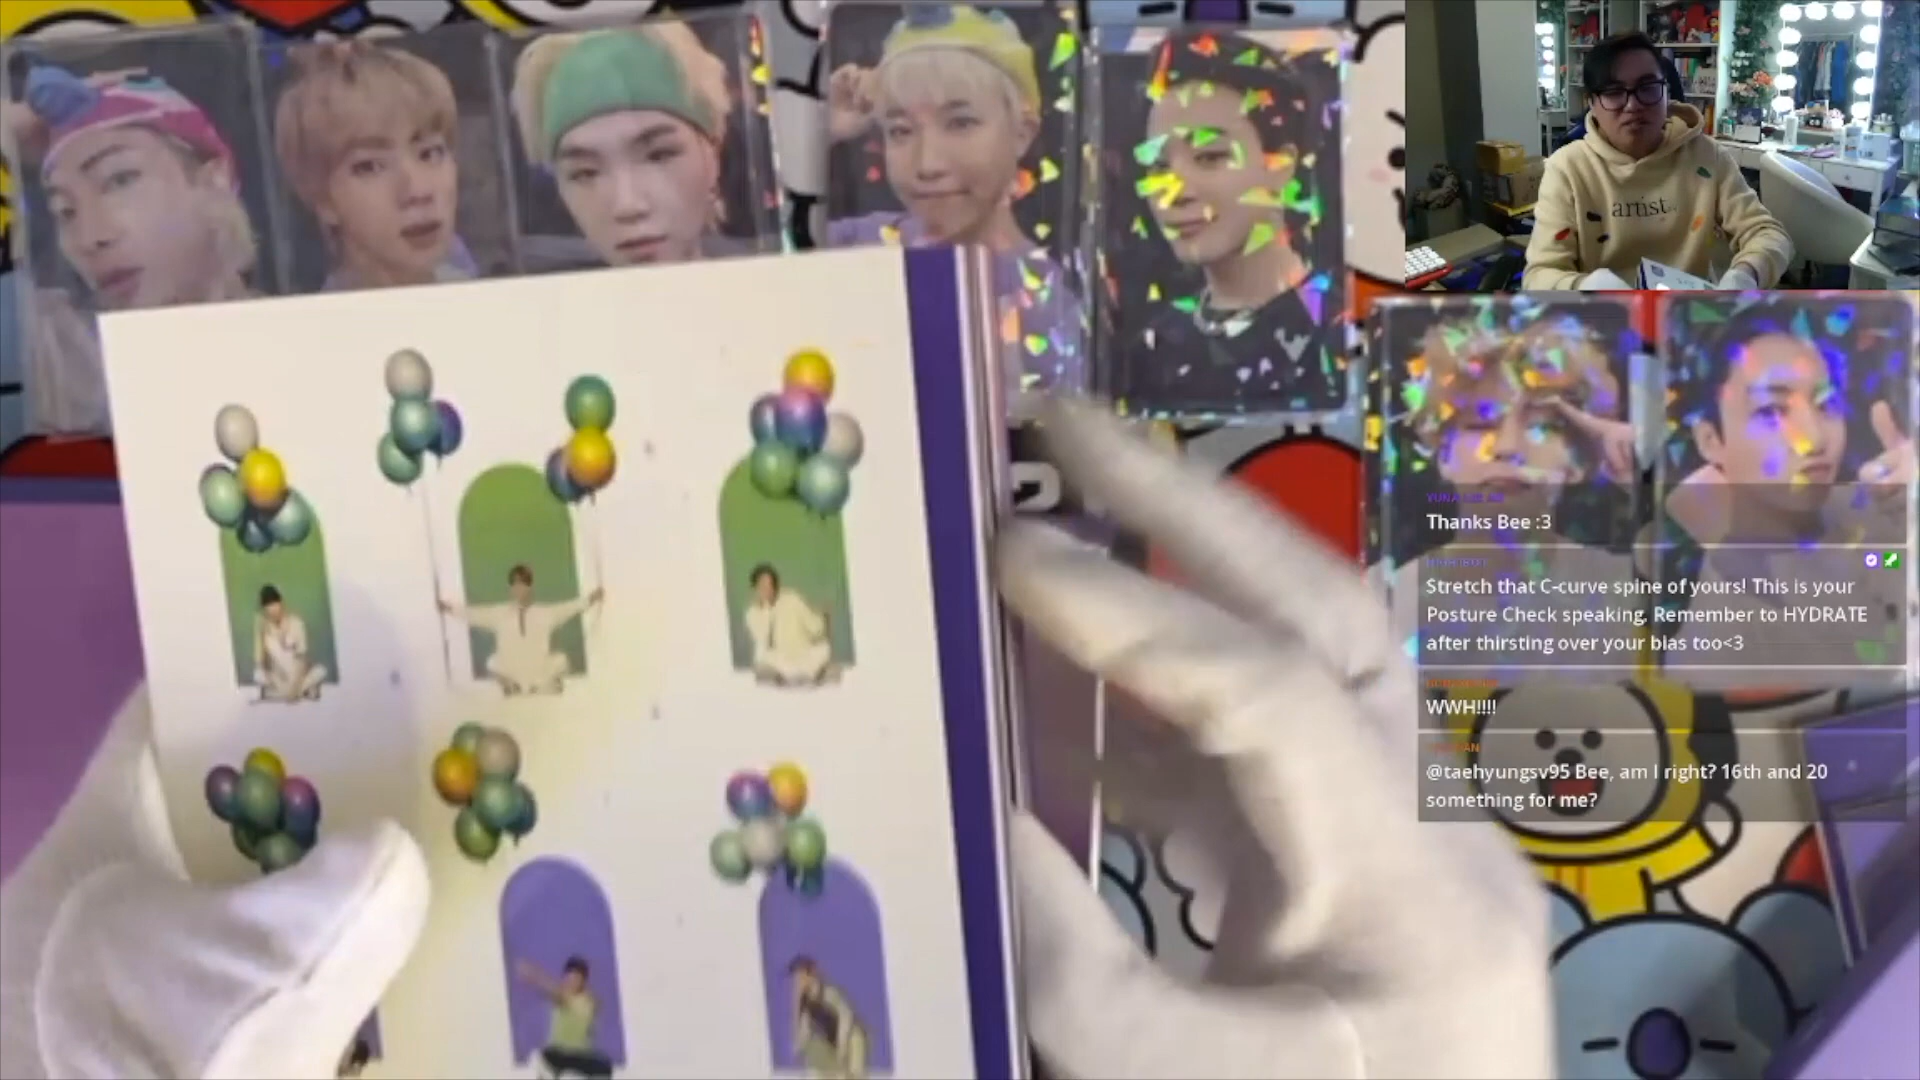 artist.
Thanks Bee :3
Stretch that C-curve spine of yours! This is your
Posture Check speaking. Remember to HYDRATE
after thirsting over your bias too<3
WWH!!!!
@taehyungsv95 Bee, am I right? 16th and 20
something for me?